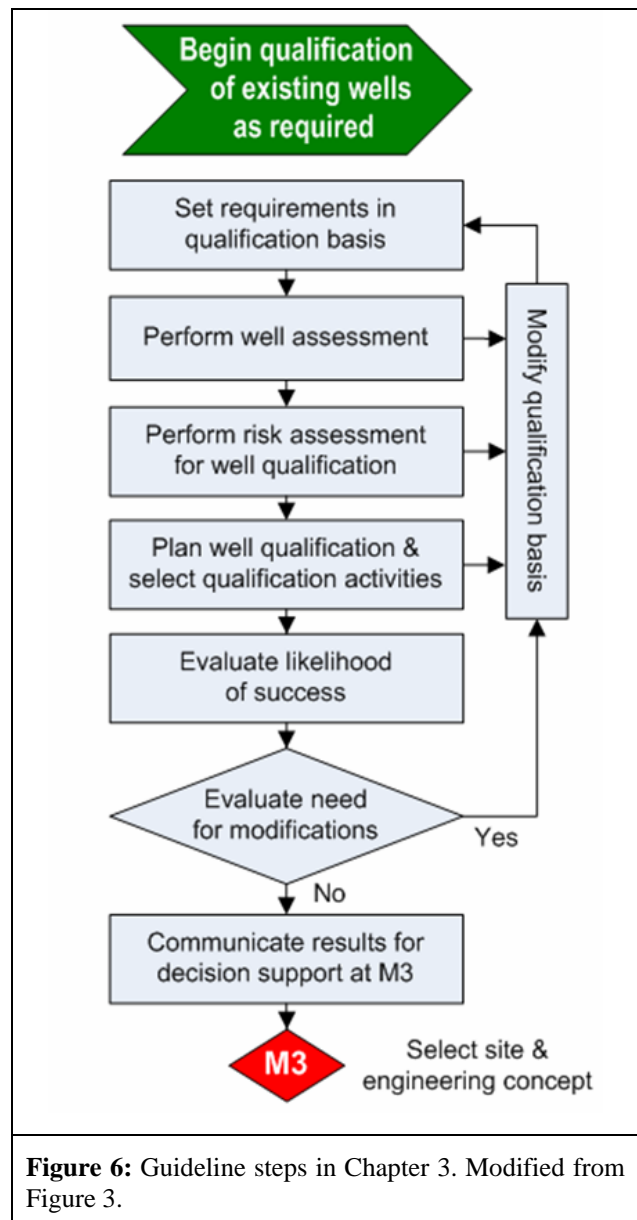 Begin qualification
of existing wells
as required
Set requirements in
qualification basis
Perform well assessment
Perform risk assessment
for well qualification
Plan well qualification &
select qualification activities
Modify qualification basis
Evaluate likelihood
of success
Evaluate need
for modifications
Yes
No
Communicate results for
decision support at M3
M3
Select site &
engineering concept
Figure 6: Guideline steps in Chapter 3. Modified from
Figure 3.